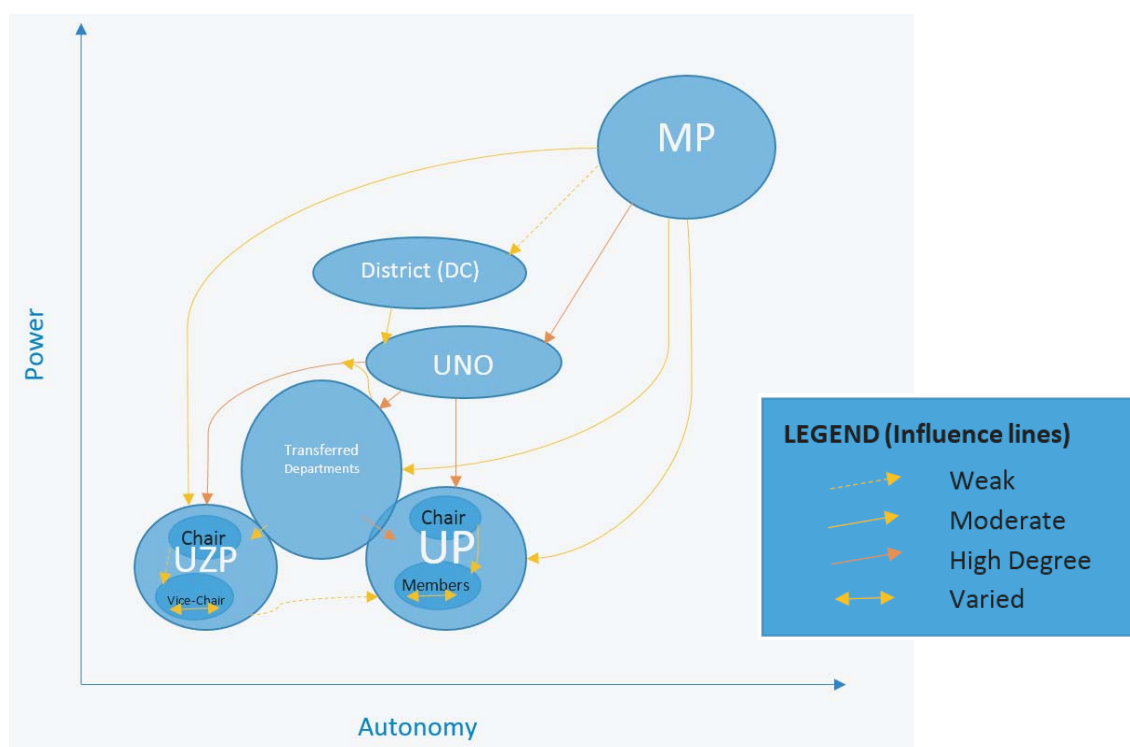 MP
District (DC)
Power
UNO
Transferred
Departments
LEGEND (Influence lines)
Weak
Moderate
High Degree
Varied
Chair
UZP
Vice-Chair
Chair
UP
Members
Autonomy